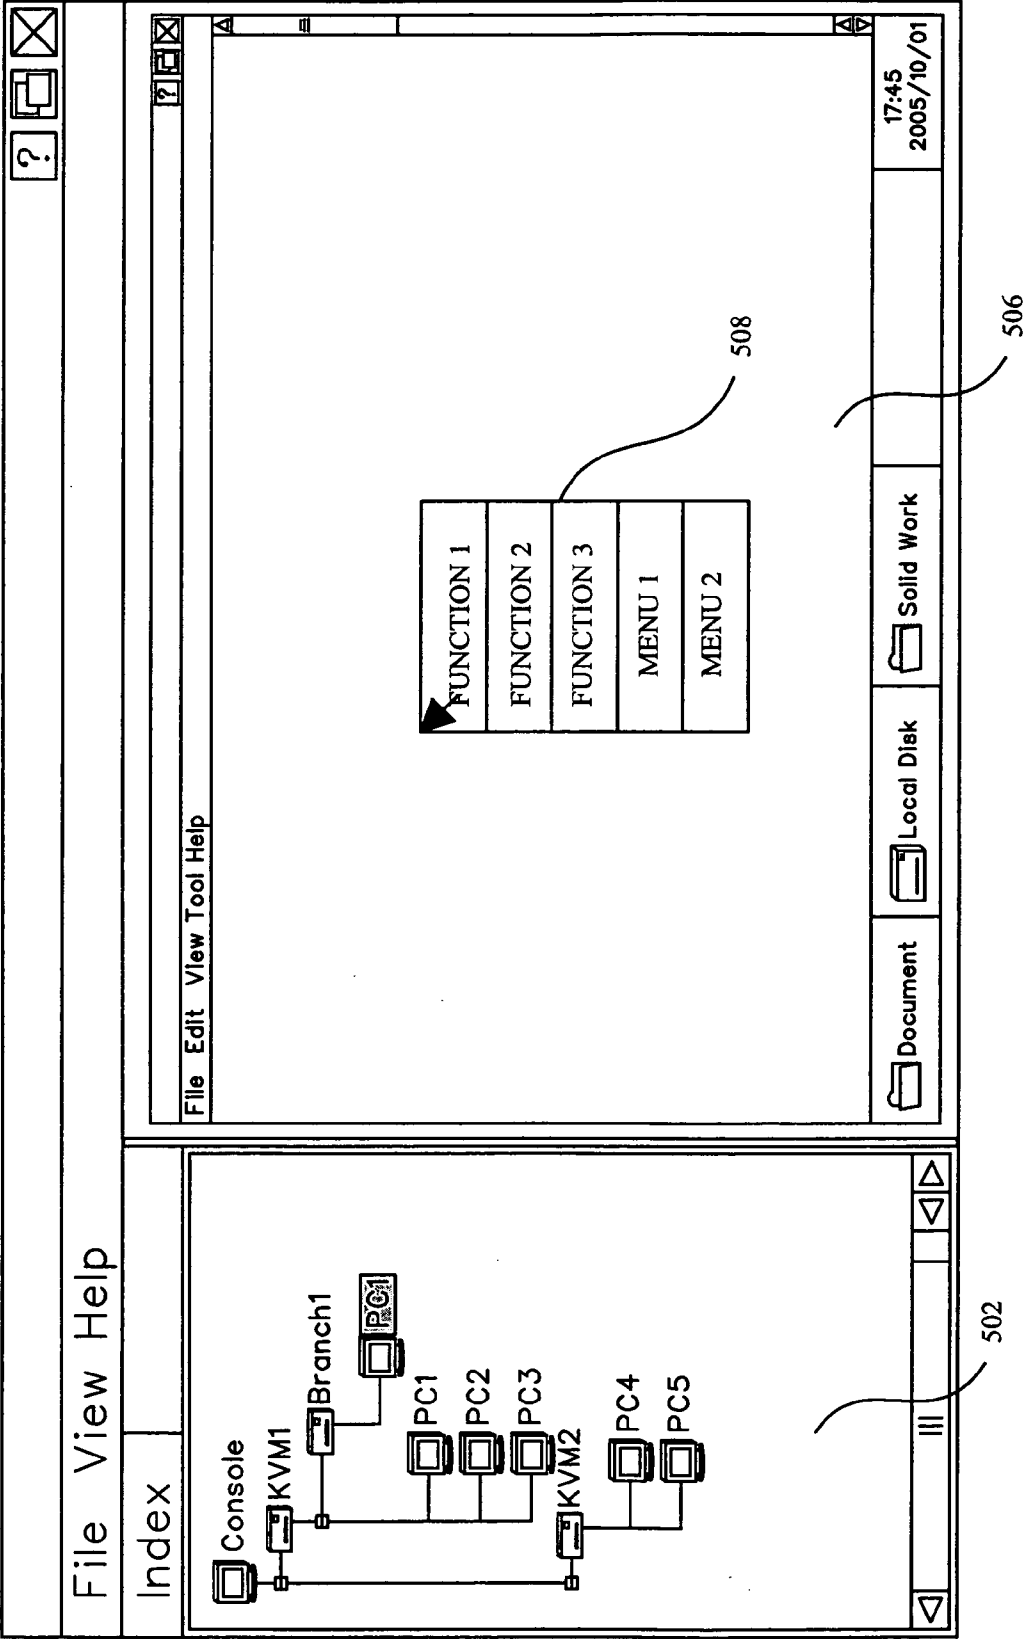 ?
File View Help
Index
Console
KVM1
Branch1
PC1
PC1
PC2
PC3
KVM2
PC4
PC5
502
?
File Edit View Tool Help
FUNCTION 1
FUNCTION 2
FUNCTION 3
MENU 1
MENU 2
508
Document
Local Disk
Solid Work
17:45
2005/10/01
506